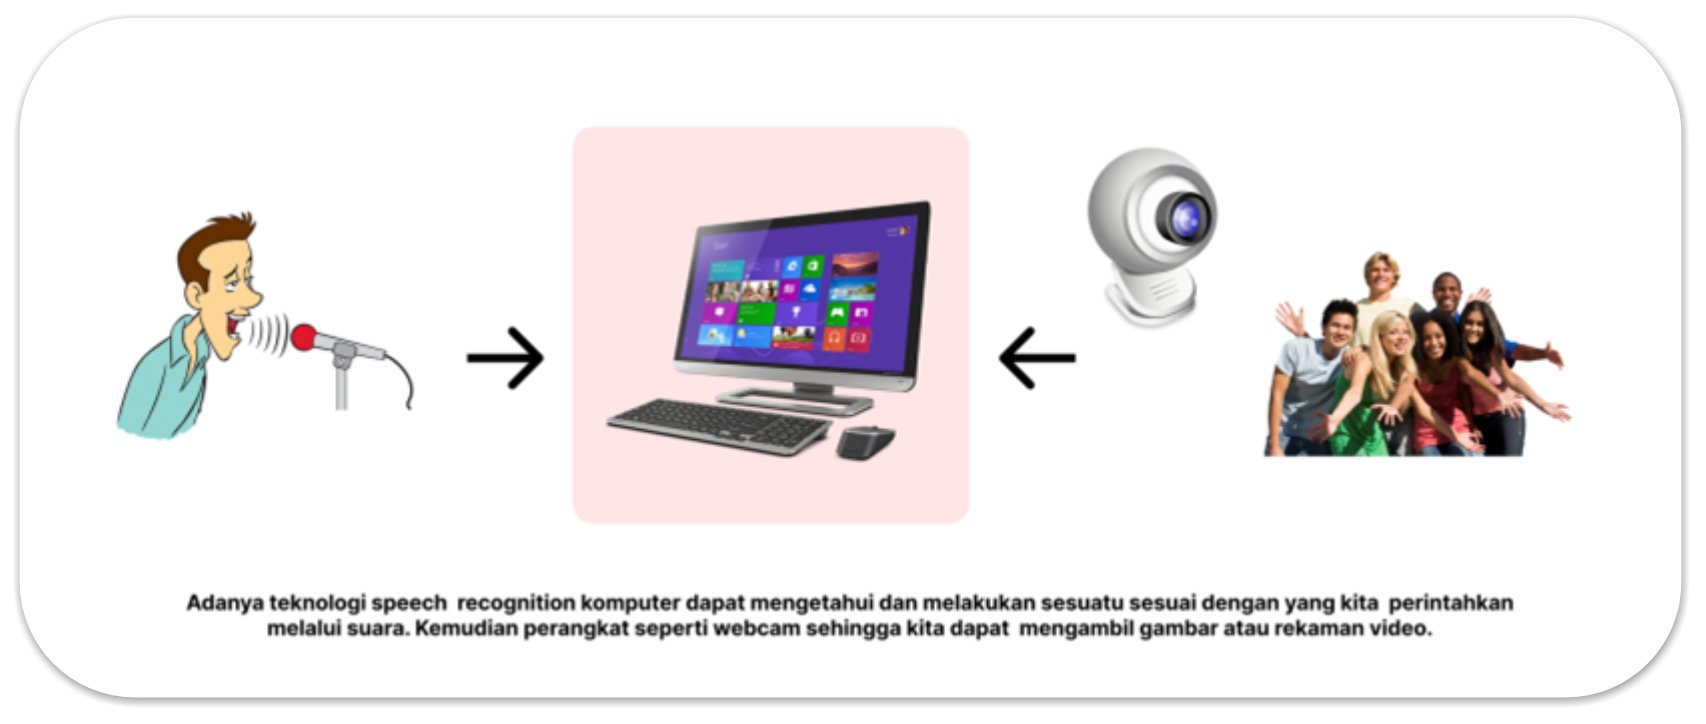 Start
Adanya teknologi speech recognition komputer dapat mengetahui dan melakukan sesuatu sesuai dengan yang kita perintahkan
melalui suara. Kemudian perangkat seperti webcam sehingga kita dapat mengambil gambar atau rekaman video.